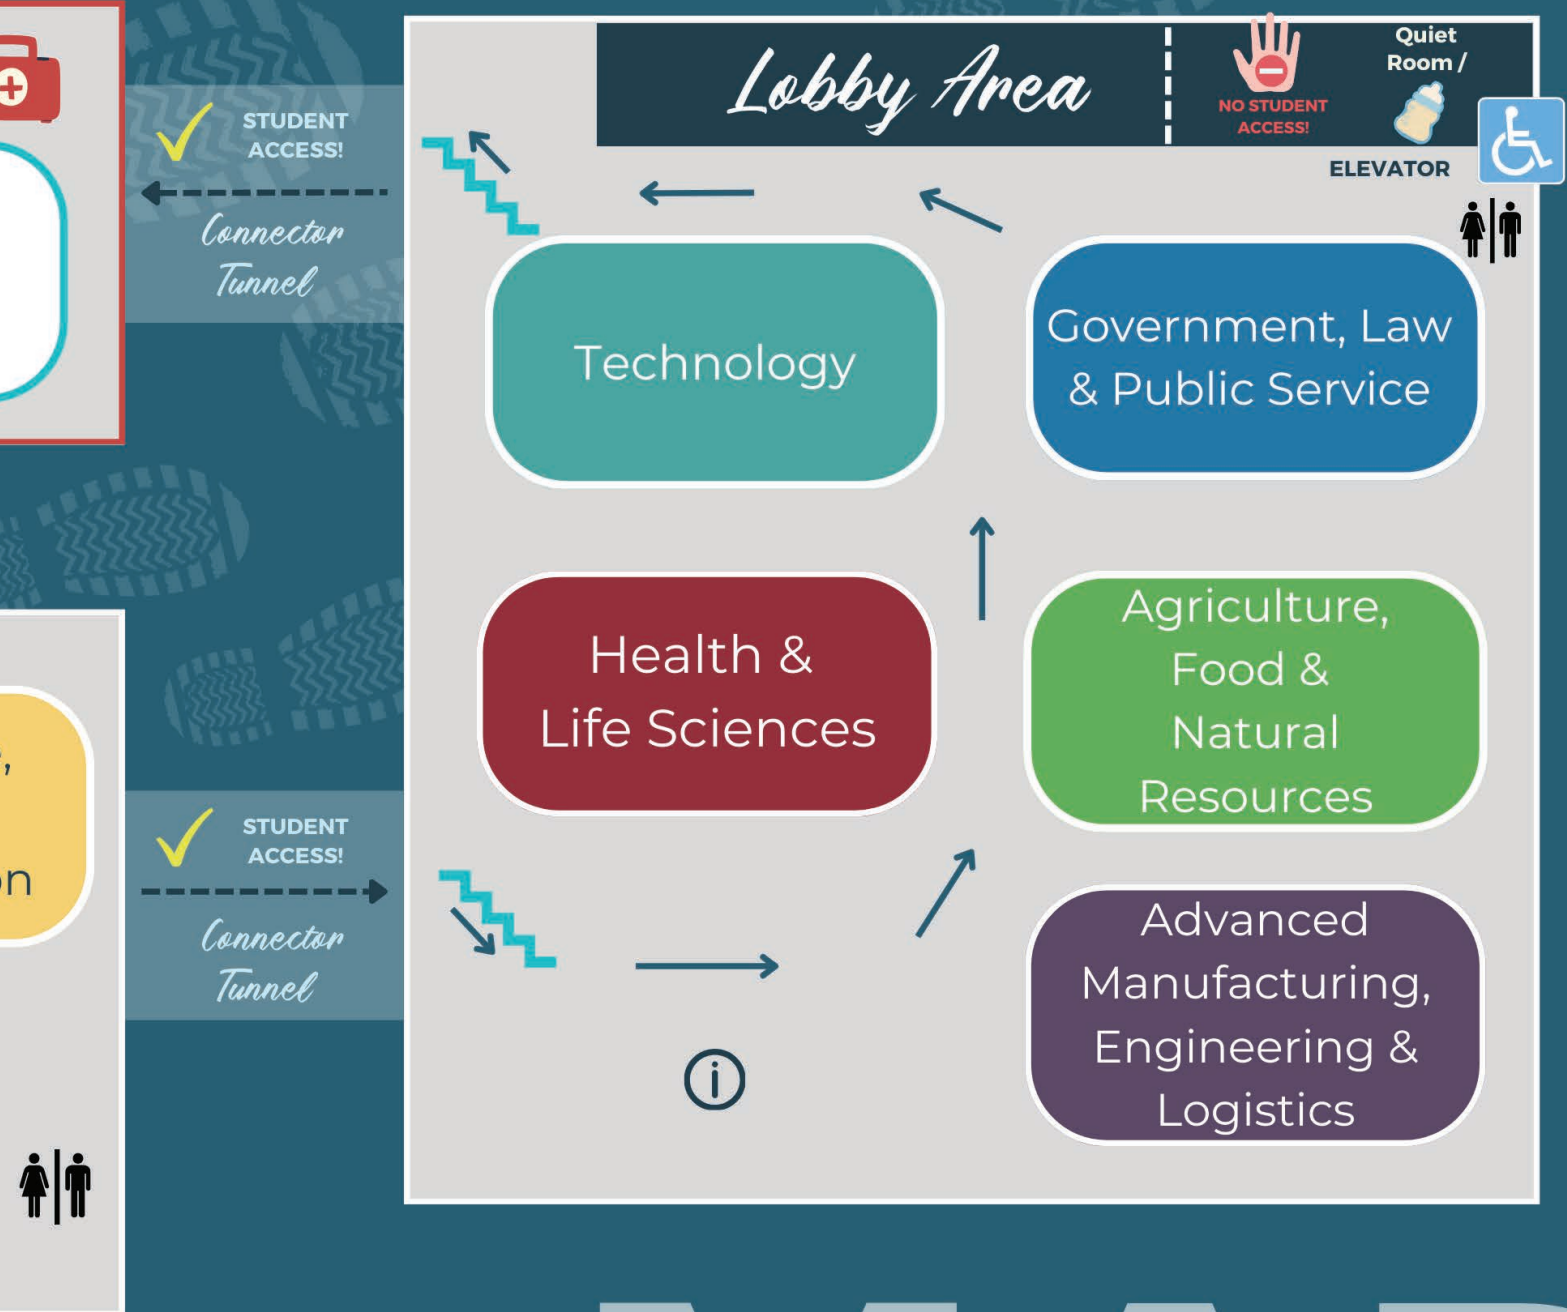 Lobby Area
NO STUDENT
ACCESS!
Quiet
Room /
ELEVATOR
STUDENT
ACCESS!
Connector
Tunnel
Technology
Government, Law
& Public Service
Health &
Life Sciences
Agriculture,
Food &
Natural
Resources
STUDENT
ACCESS!
Connector
Tunnel
Advanced
Manufacturing,
Engineering &
Logistics